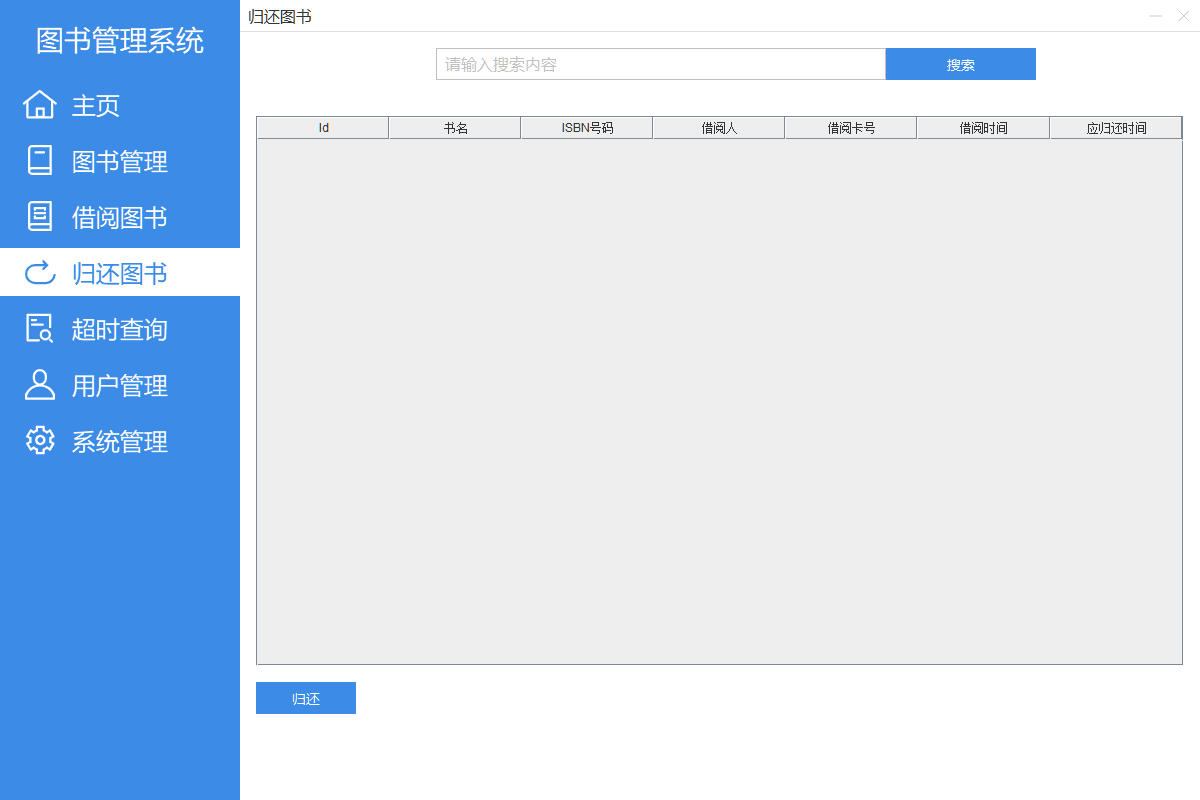 图书管理系统
主页
图书管理
借阅图书
归还图书
超时查询
用户管理
系统管理
归还图书
请输入搜索内容 搜索
Id 书名 ISBN号码 借阅人 借阅卡号 借阅时间 应归还时间
归还